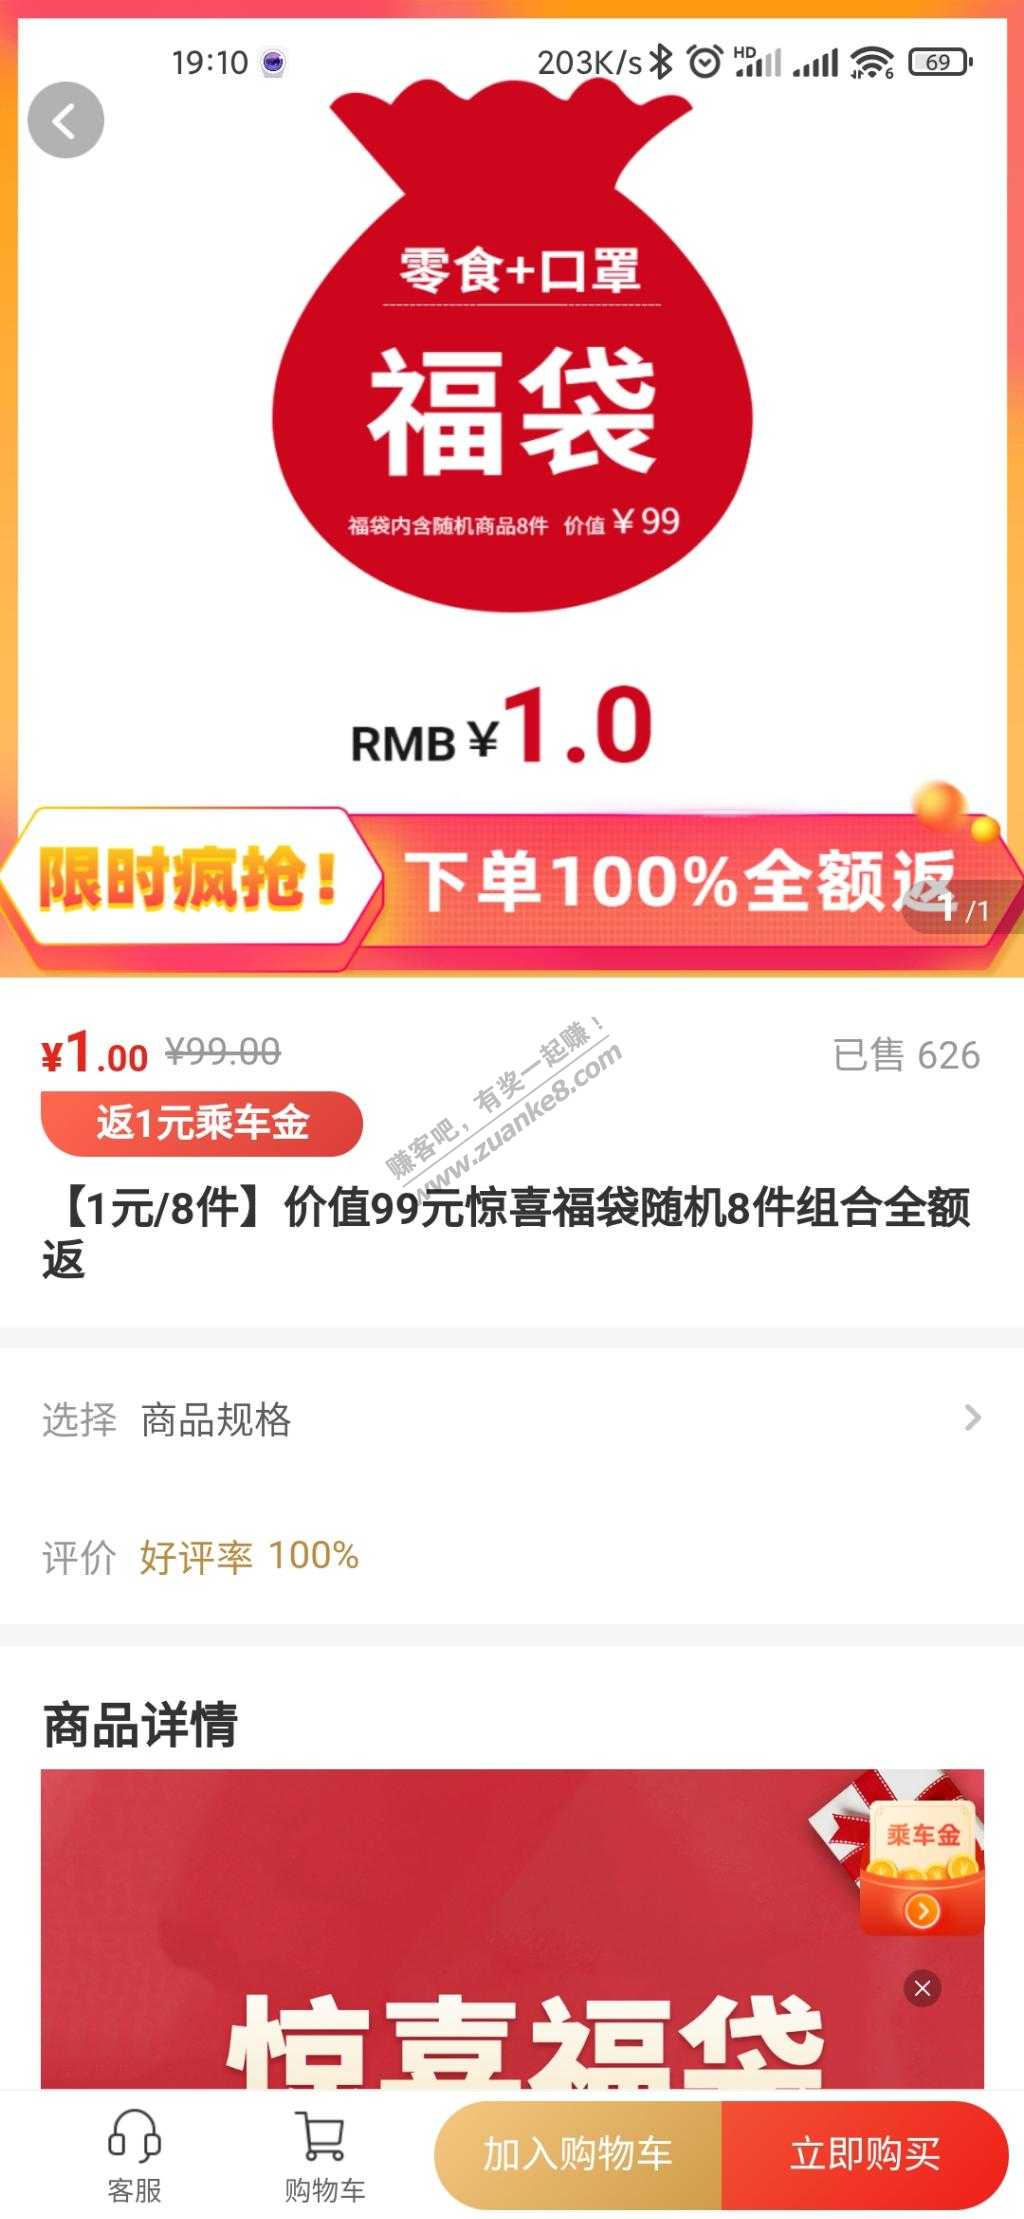 19:10
203K/s HD 6 69
零食+口罩
福袋
福袋内含随机商品8件 价值¥99
RMB¥1.0
限时疯抢!
下单100%全额返
1/1
¥1.00 ¥99.00
已售 626
返1元乘车金
赚客吧，有奖一起赚！
www.zuanke8.com
【1元/8件】价值99元惊喜福袋随机8件组合全额
返
选择 商品规格
评价 好评率 100%
商品详情
乘车金
惊喜福袋
客服
购物车
加入购物车
立即购买